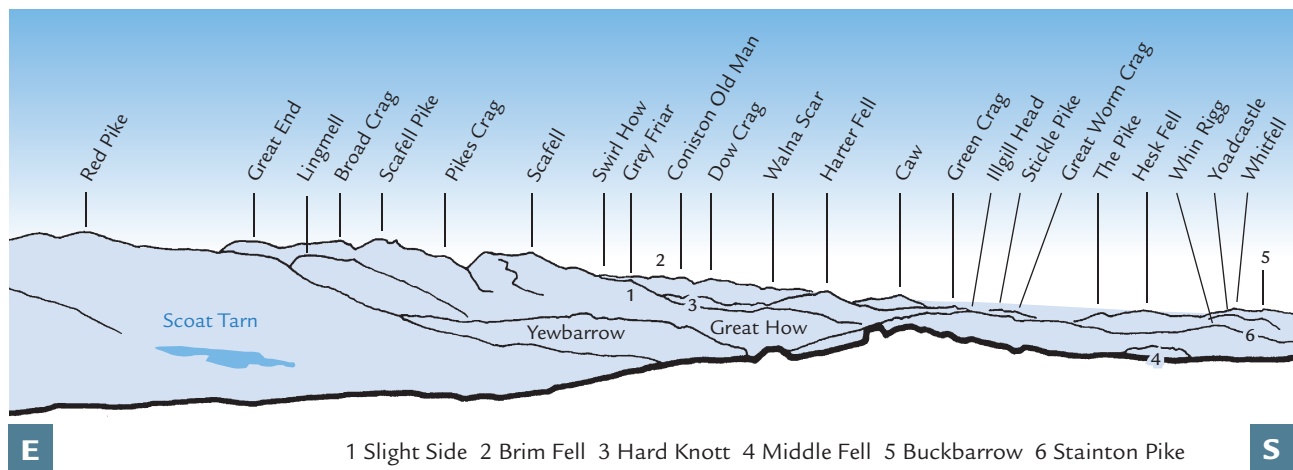 Red Pike
Great End
Lingmell
Broad Crag
Scafell Pike
Pikes Crag
Scafell
Swirl How
Grey Friar
Coniston Old Man
Dow Crag
Walna Scar
Harter Fell
Caw
Green Crag
Illgill Head
Stickle Pike
Great Worm Crag
The Pike
Hesk Fell
Whin Rigg
Yoadcastle
Whitfell
2
5
1
3
Scoat Tarn
Yewbarrow
Great How
6
4
E
S
1 Slight Side 2 Brim Fell 3 Hard Knott 4 Middle Fell 5 Buckbarrow 6 Stainton Pike